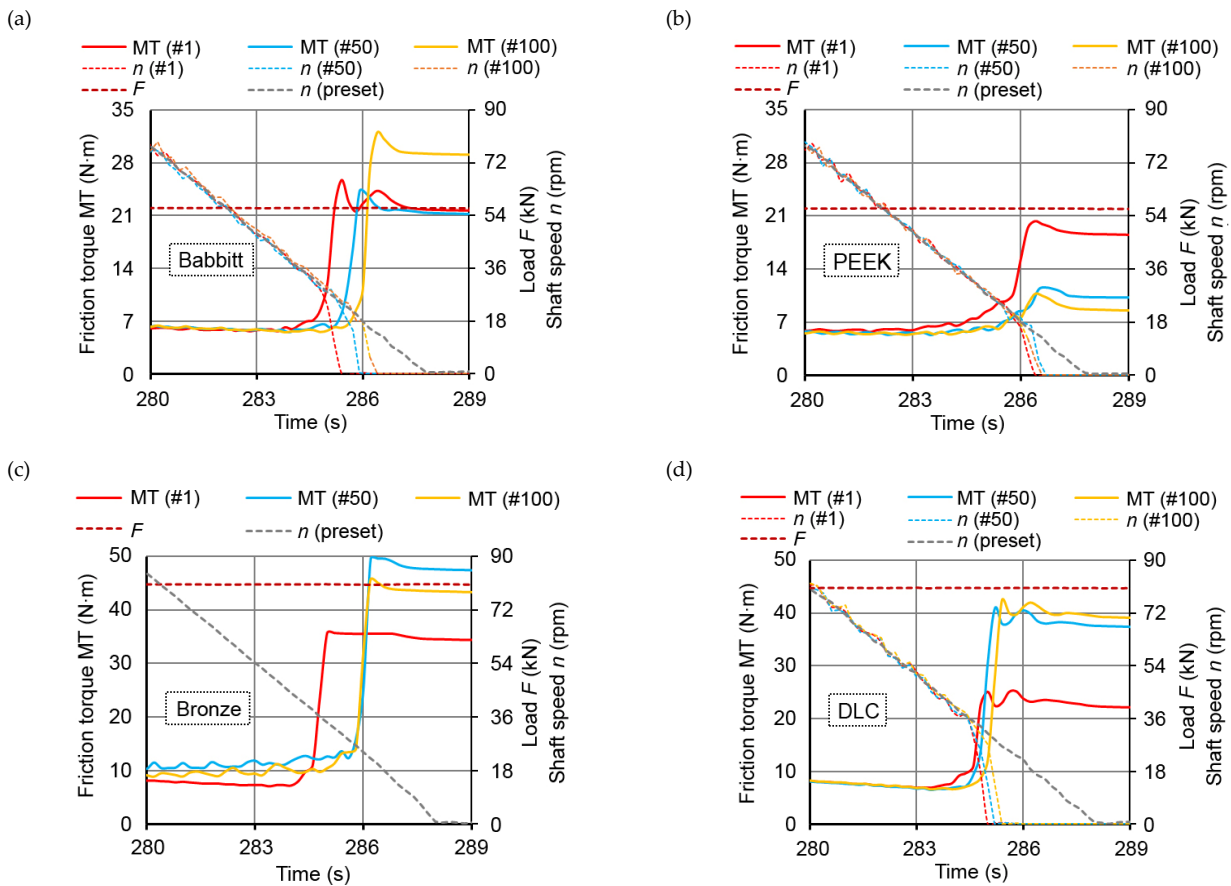 (a)
MT (#1) MT (#50) MT (#100)
n (#1) n (#50) n (#100)
F n (preset)
Friction torque MT (N·m)
35
28
21
14
7
0
Babbitt
90
72
54
36
18
0
Load F (kN)
Shaft speed n (rpm)
280 283 286 289
Time (s)
(b)
MT (#1) MT (#50) MT (#100)
n (#1) n (#50) n (#100)
F n (preset)
Friction torque MT (N·m)
35
28
21
14
7
0
PEEK
90
72
54
36
18
0
Load F (kN)
Shaft speed n (rpm)
280 283 286 289
Time (s)
(c)
MT (#1) MT (#50) MT (#100)
F n (preset)
Friction torque MT (N·m)
50
40
30
20
10
0
Bronze
90
72
54
36
18
0
Load F (kN)
Shaft speed n (rpm)
280 283 286 289
Time (s)
(d)
MT (#1) MT (#50) MT (#100)
n (#1) n (#50) n (#100)
F n (preset)
Friction torque MT (N·m)
50
40
30
20
10
0
DLC
90
72
54
36
18
0
Load F (kN)
Shaft speed n (rpm)
280 283 286 289
Time (s)